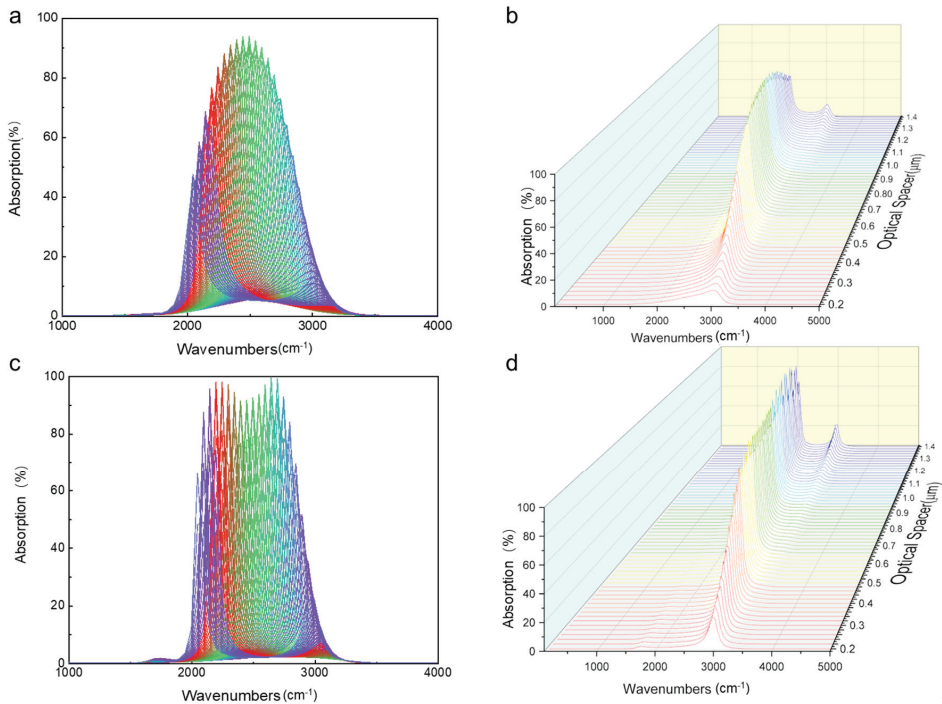 a
100
80
60
40
20
0
Absorption(%)
1000 2000 3000 4000
Wavenumbers(cm-1)
b
100
80
60
40
20
0
Absorption (%)
1000 2000 3000 4000 5000
Wavenumbers (cm-1)
1.4
1.3
1.2
1.1
1.0
0.9
0.8
0.7
0.6
0.5
0.4
0.3
0.2
Optical Spacer(μm)
c
100
80
60
40
20
0
Absorption (%)
1000 2000 3000 4000
Wavenumbers(cm-1)
d
100
80
60
40
20
0
Absorption (%)
1000 2000 3000 4000 5000
Wavenumbers(cm-1)
1.4
1.3
1.2
1.1
1.0
0.9
0.8
0.7
0.6
0.5
0.4
0.3
0.2
Optical Spacer(μm)